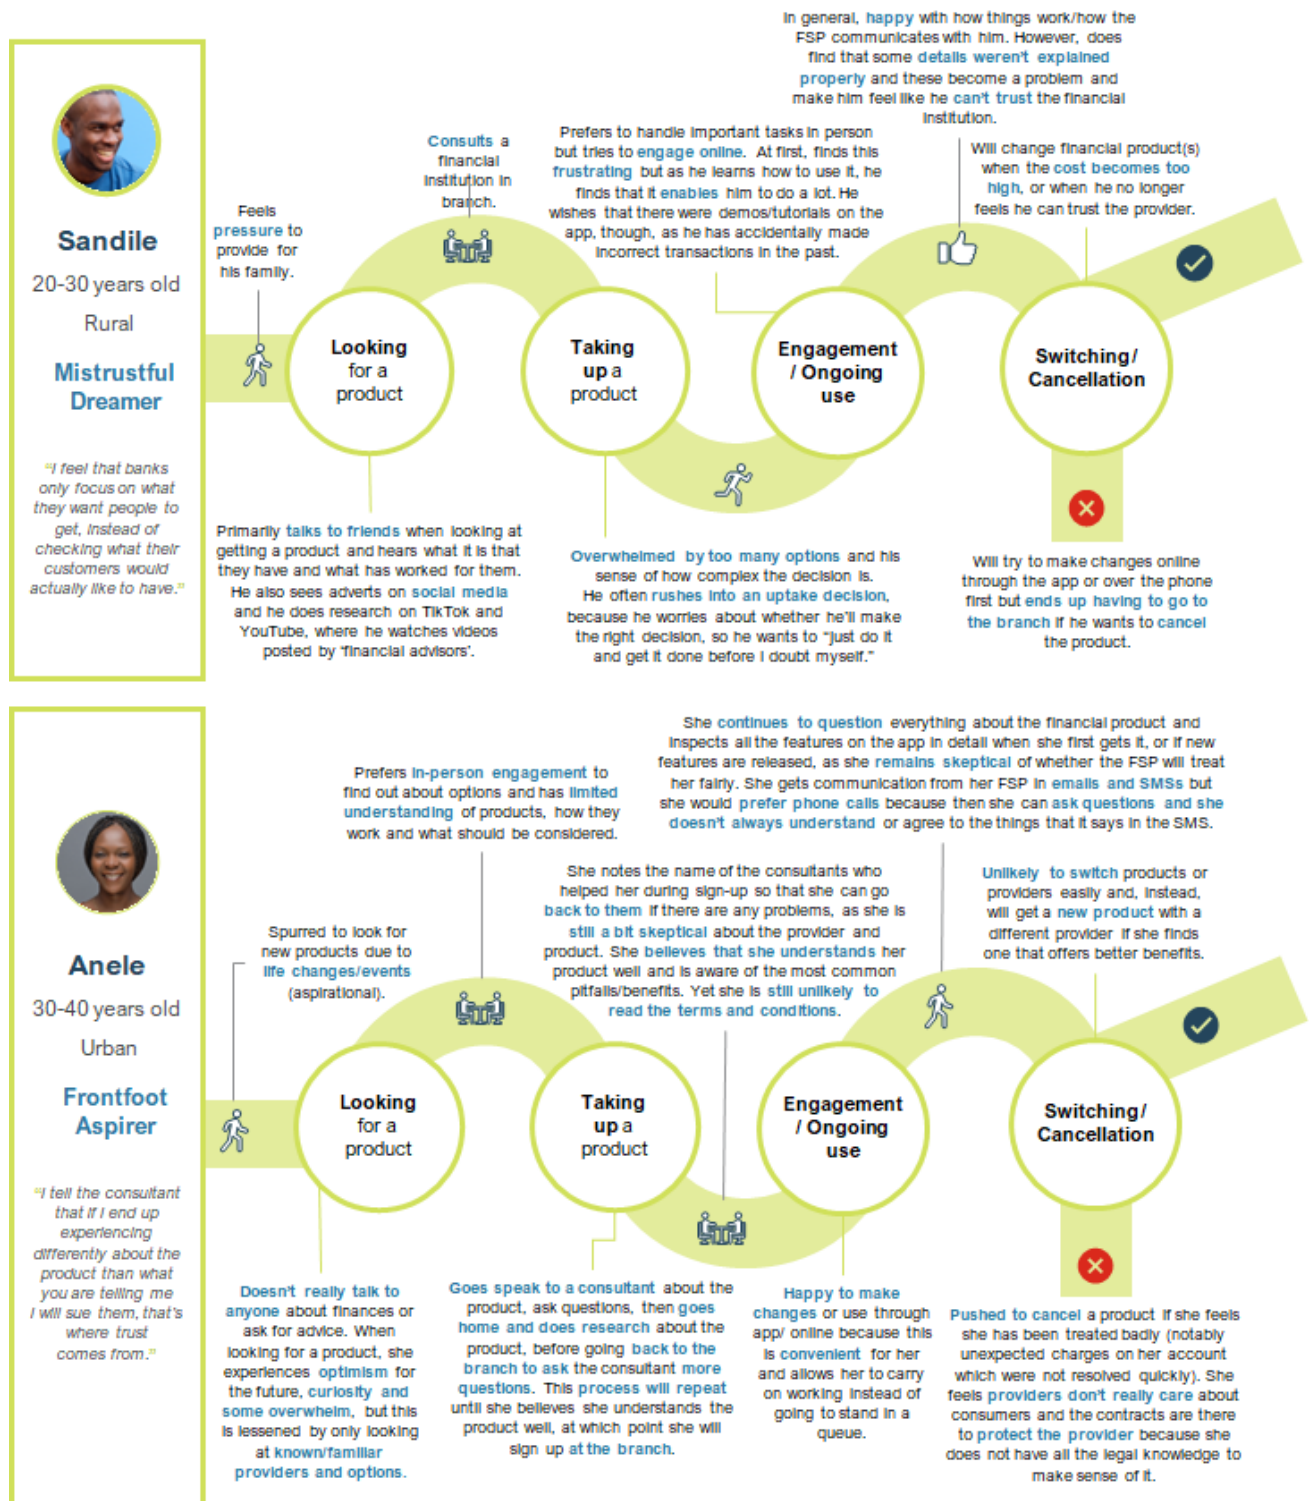 Sandile
20-30 years old
Rural
Mistrustful
Dreamer
"I feel that banks
only focus on what
they want people to
get, instead of
checking what their
customers would
actually like to have."
Feels
pressure to
provide for
his family.
Consults a
financial
institution in
branch.
Prefers to handle important tasks in person
but tries to engage online. At first, finds this
frustrating but as he learns how to use it, he
finds that it enables him to do a lot. He
wishes that there were demos/tutorials on the
app, though, as he has accidentally made
incorrect transactions in the past.
In general, happy with how things work/how the
FSP communicates with him. However, does
find that some details weren't explained
properly and these become a problem and
make him feel like he can't trust the financial
institution.
Will change financial product(s)
when the cost becomes too
high, or when he no longer
feels he can trust the provider.
Looking
for a
product
Taking
up a
product
Engagement
/ Ongoing
use
Switching/
Cancellation
Primarily talks to friends when looking at
getting a product and hears what it is that
they have and what has worked for them.
He also sees adverts on social media
and he does research on TikTok and
YouTube, where he watches videos
posted by 'financial advisors'.
Overwhelmed by too many options and his
sense of how complex the decision is.
He often rushes into an uptake decision,
because he worries about whether he'll make
the right decision, so he wants to "just do it
and get it done before I doubt myself."
Will try to make changes online
through the app or over the phone
first but ends up having to go to
the branch if he wants to cancel
the product.
Anele
30-40 years old
Urban
Frontfoot
Aspirer
"I tell the consultant
that if I end up
experiencing
differently about the
product than what
you are telling me
I will sue them, that's
where trust
comes from."
Spurred to look for
new products due to
life changes/events
(aspirational).
Prefers in-person engagement to
find out about options and has limited
understanding of products, how they
work and what should be considered.
She notes the name of the consultants who
helped her during sign-up so that she can go
back to them if there are any problems, as she is
still a bit skeptical about the provider and
product. She believes that she understands her
product well and is aware of the most common
pitfalls/benefits. Yet she is still unlikely to
read the terms and conditions.
She continues to question everything about the financial product and
inspects all the features on the app in detail when she first gets it, or if new
features are released, as she remains skeptical of whether the FSP will treat
her fairly. She gets communication from her FSP in emails and SMSs but
she would prefer phone calls because then she can ask questions and she
doesn't always understand or agree to the things that it says in the SMS.
Unlikely to switch products or
providers easily and, instead,
will get a new product with a
different provider if she finds
one that offers better benefits.
Looking
for a
product
Taking
up a
product
Engagement
/ Ongoing
use
Switching/
Cancellation
Doesn't really talk to
anyone about finances or
ask for advice. When
looking for a product, she
experiences optimism for
the future, curiosity and
some overwhelm, but this
is lessened by only looking
at known/familiar
providers and options.
Goes speak to a consultant about the
product, ask questions, then goes
home and does research about the
product, before going back to the
branch to ask the consultant more
questions. This process will repeat
until she believes she understands the
product well, at which point she will
sign up at the branch.
Happy to make
changes or use through
app/ online because this
is convenient for her
and allows her to carry
on working instead of
going to stand in a
queue.
Pushed to cancel a product if she feels
she has been treated badly (notably
unexpected charges on her account
which were not resolved quickly). She
feels providers don't really care about
consumers and the contracts are there
to protect the provider because she
does not have all the legal knowledge to
make sense of it.